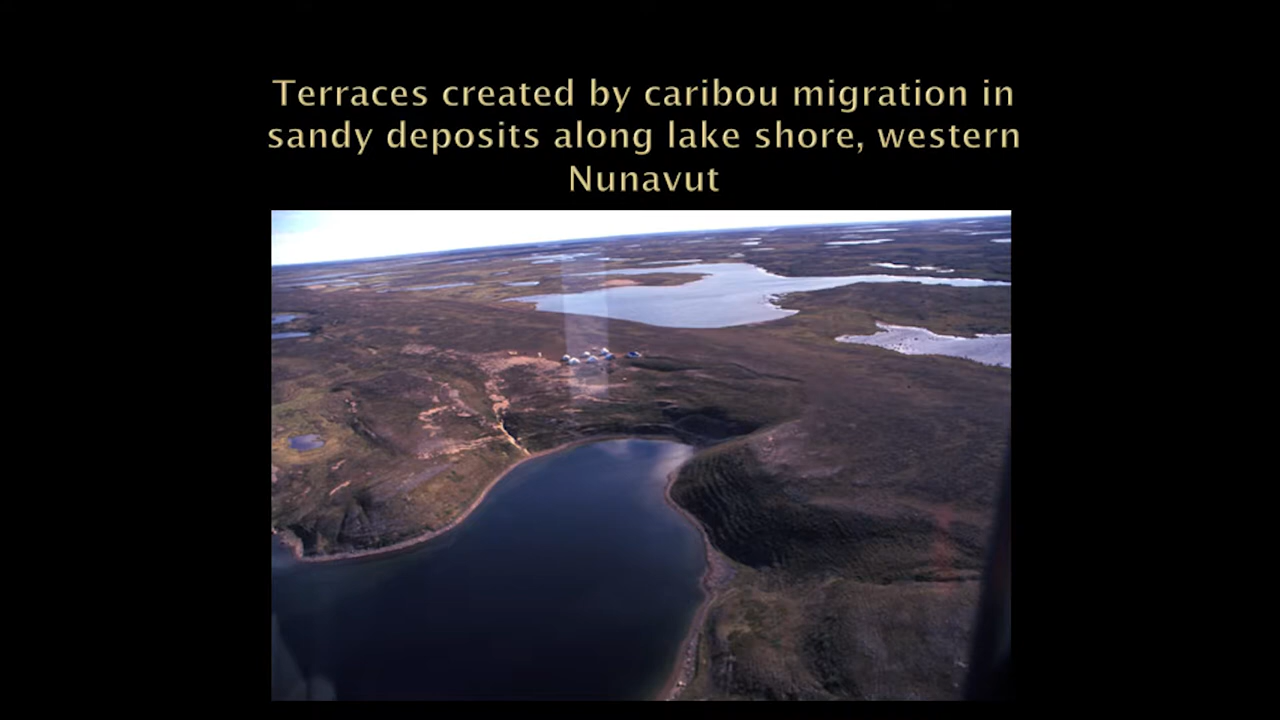 Terraces created by caribou migration in
sandy deposits along lake shore, western
Nunavut